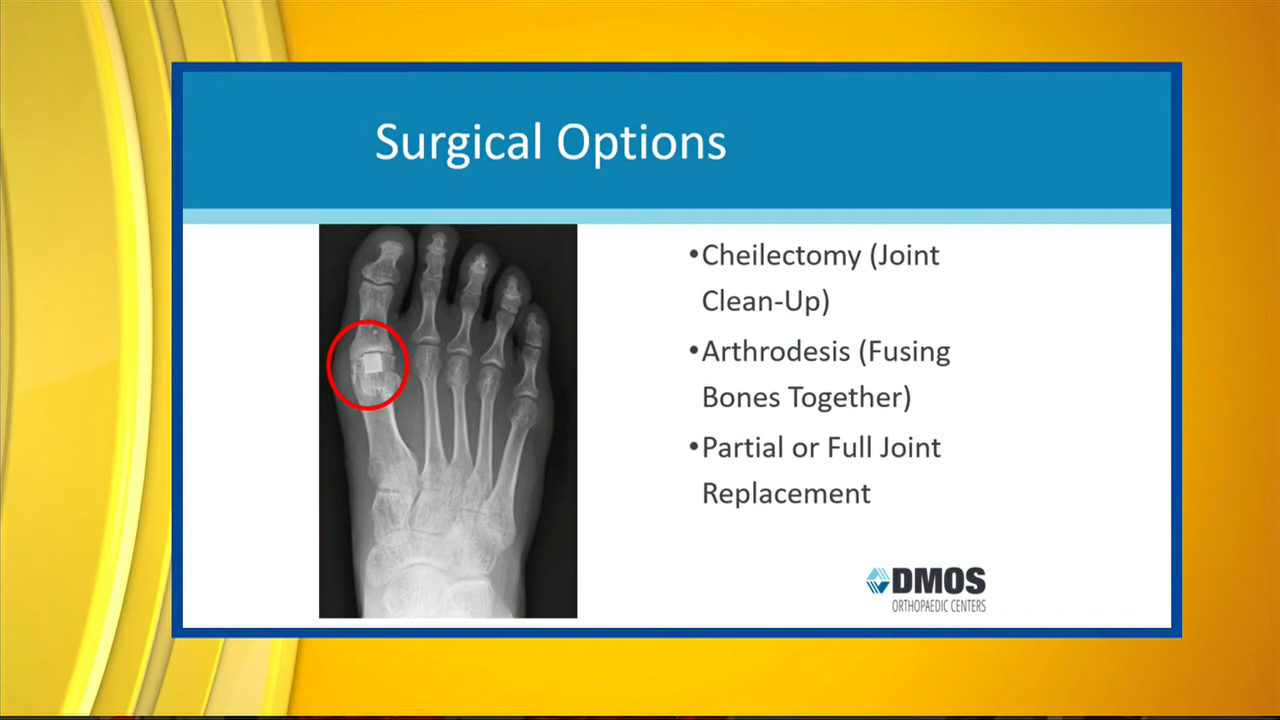 Surgical Options
•Cheilectomy (Joint
Clean-Up)
•Arthrodesis (Fusing
Bones Together)
•Partial or Full Joint
Replacement
DMOS
ORTHOPAEDIC CENTERS